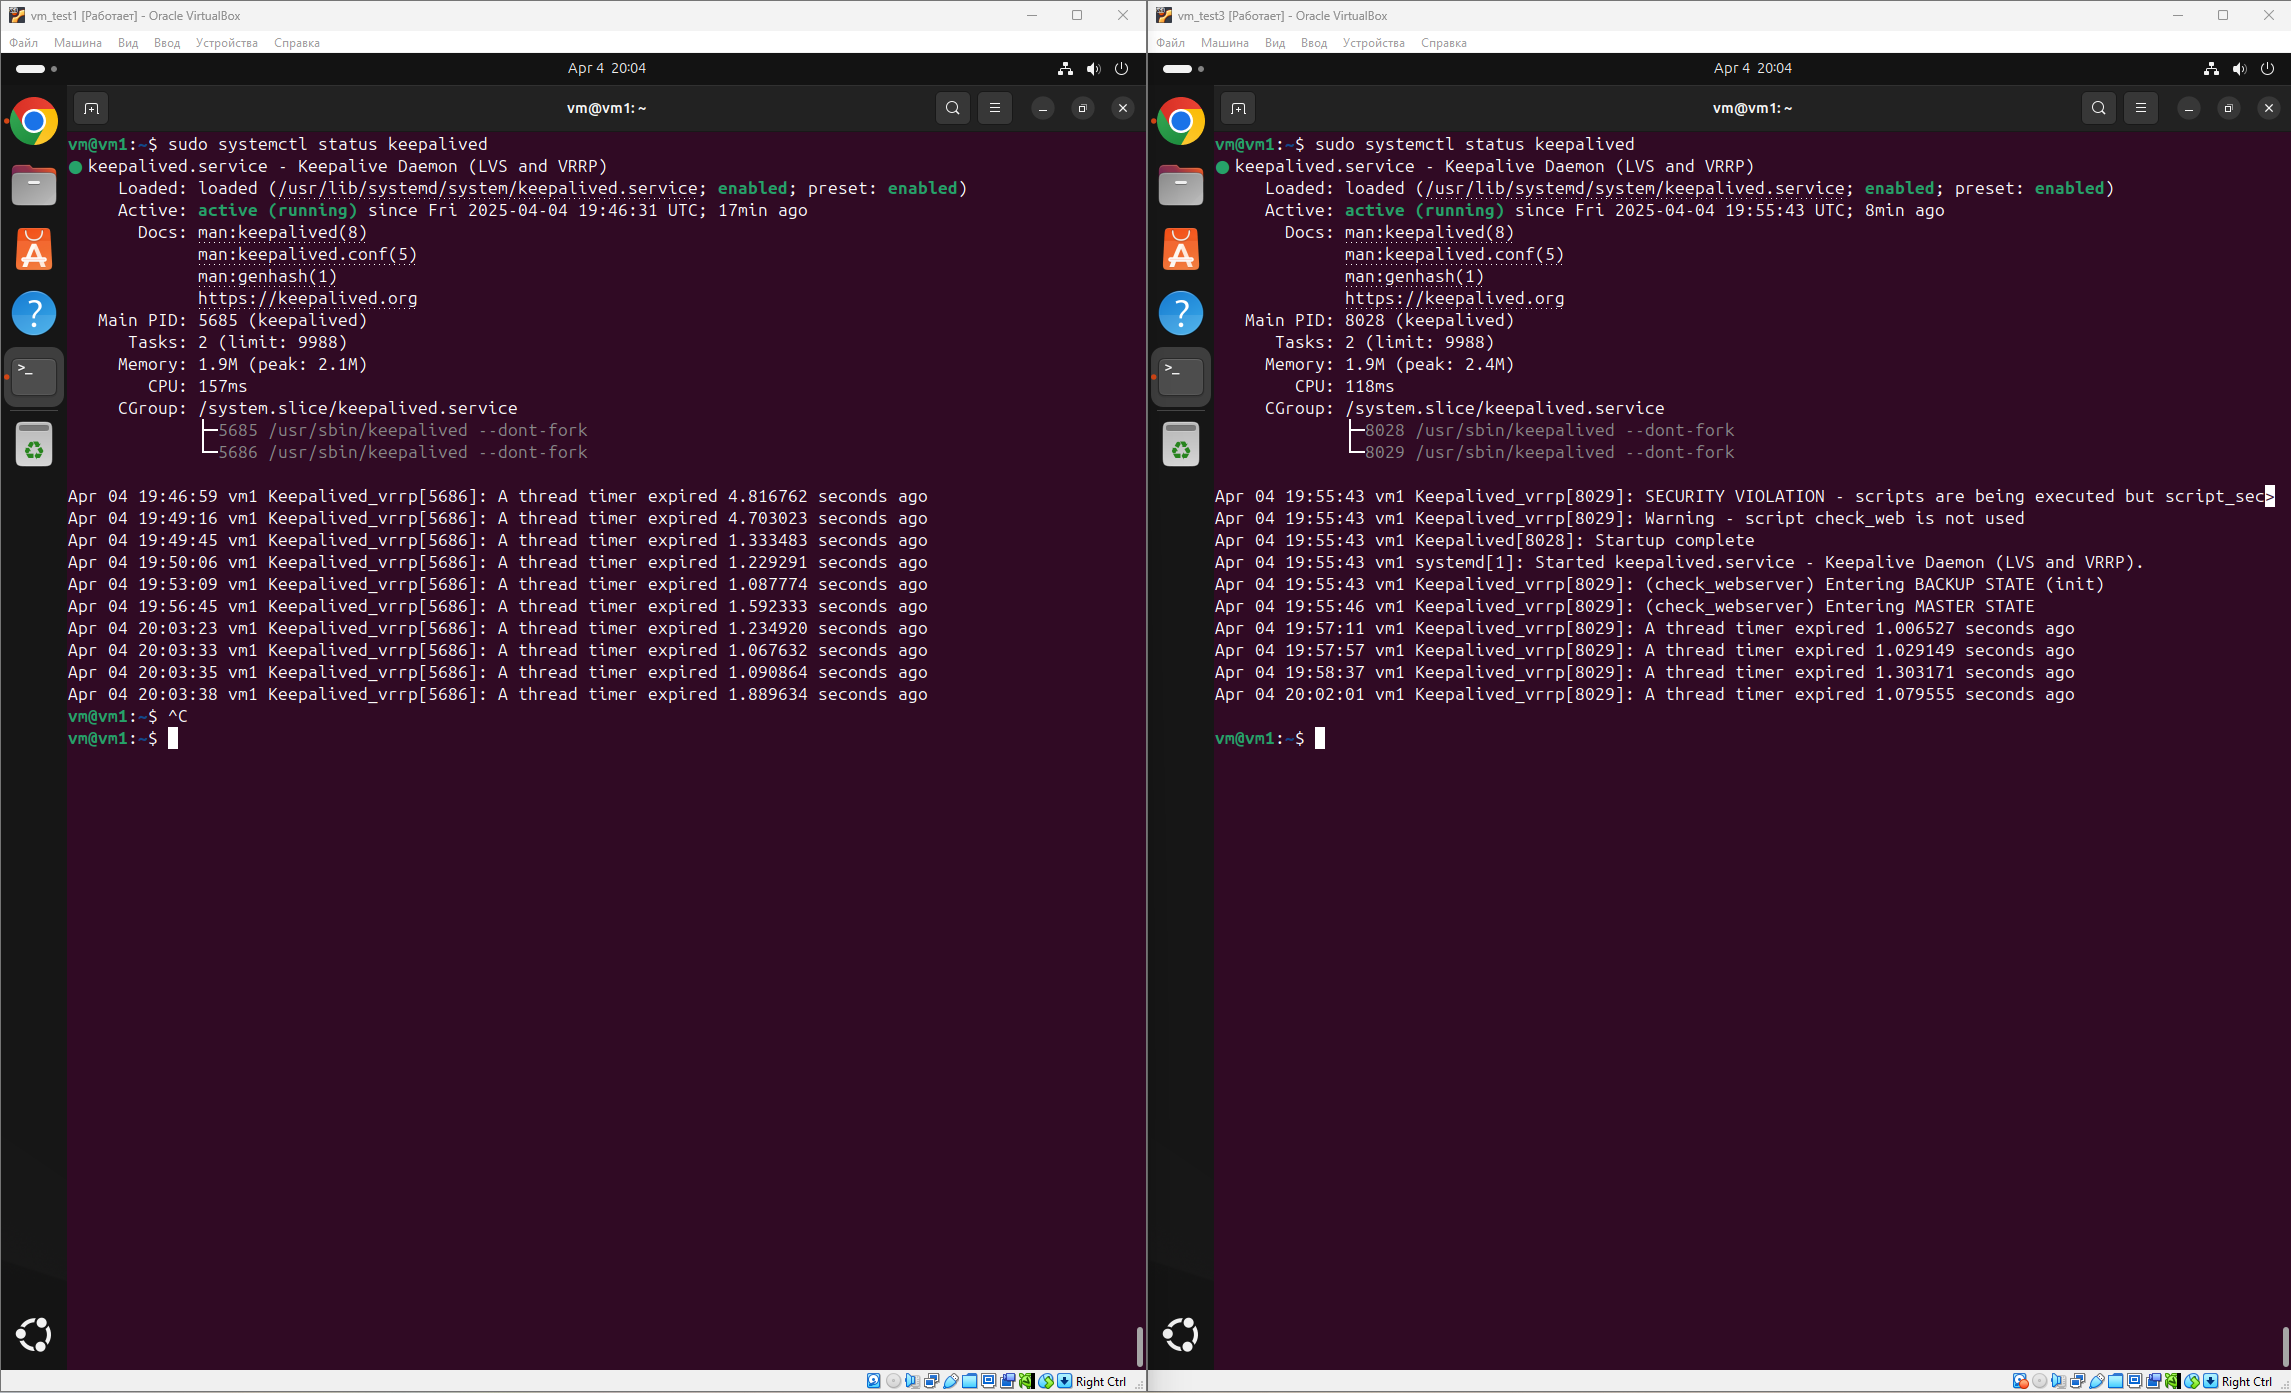 vm_test1 [Работает] - Oracle VirtualBox
Файл Машина Вид Ввод Устройства Справка
Apr 4 20:04
vm@vm1: ~
vm@vm1:~$ sudo systemctl status keepalived
● keepalived.service - Keepalive Daemon (LVS and VRRP)
Loaded: loaded (/usr/lib/systemd/system/keepalived.service; enabled; preset: enabled)
Active: active (running) since Fri 2025-04-04 19:46:31 UTC; 17min ago
Docs: man:keepalived(8)
man:keepalived.conf(5)
man:genhash(1)
https://keepalived.org
Main PID: 5685 (keepalived)
Tasks: 2 (limit: 9988)
Memory: 1.9M (peak: 2.1M)
CPU: 157ms
CGroup: /system.slice/keepalived.service
├─5685 /usr/sbin/keepalived --dont-fork
└─5686 /usr/sbin/keepalived --dont-fork
Apr 04 19:46:59 vm1 Keepalived_vrrp[5686]: A thread timer expired 4.816762 seconds ago
Apr 04 19:49:16 vm1 Keepalived_vrrp[5686]: A thread timer expired 4.703023 seconds ago
Apr 04 19:49:45 vm1 Keepalived_vrrp[5686]: A thread timer expired 1.333483 seconds ago
Apr 04 19:50:06 vm1 Keepalived_vrrp[5686]: A thread timer expired 1.229291 seconds ago
Apr 04 19:53:09 vm1 Keepalived_vrrp[5686]: A thread timer expired 1.087774 seconds ago
Apr 04 19:56:45 vm1 Keepalived_vrrp[5686]: A thread timer expired 1.592333 seconds ago
Apr 04 20:03:23 vm1 Keepalived_vrrp[5686]: A thread timer expired 1.234920 seconds ago
Apr 04 20:03:33 vm1 Keepalived_vrrp[5686]: A thread timer expired 1.067632 seconds ago
Apr 04 20:03:35 vm1 Keepalived_vrrp[5686]: A thread timer expired 1.090864 seconds ago
Apr 04 20:03:38 vm1 Keepalived_vrrp[5686]: A thread timer expired 1.889634 seconds ago
vm@vm1:~$ ^C
vm@vm1:~$
Right Ctrl
vm_test3 [Работает] - Oracle VirtualBox
Файл Машина Вид Ввод Устройства Справка
Apr 4 20:04
vm@vm1: ~
vm@vm1:~$ sudo systemctl status keepalived
● keepalived.service - Keepalive Daemon (LVS and VRRP)
Loaded: loaded (/usr/lib/systemd/system/keepalived.service; enabled; preset: enabled)
Active: active (running) since Fri 2025-04-04 19:55:43 UTC; 8min ago
Docs: man:keepalived(8)
man:keepalived.conf(5)
man:genhash(1)
https://keepalived.org
Main PID: 8028 (keepalived)
Tasks: 2 (limit: 9988)
Memory: 1.9M (peak: 2.4M)
CPU: 118ms
CGroup: /system.slice/keepalived.service
├─8028 /usr/sbin/keepalived --dont-fork
└─8029 /usr/sbin/keepalived --dont-fork
Apr 04 19:55:43 vm1 Keepalived_vrrp[8029]: SECURITY VIOLATION - scripts are being executed but script_sec>
Apr 04 19:55:43 vm1 Keepalived_vrrp[8029]: Warning - script check_web is not used
Apr 04 19:55:43 vm1 Keepalived[8028]: Startup complete
Apr 04 19:55:43 vm1 systemd[1]: Started keepalived.service - Keepalive Daemon (LVS and VRRP).
Apr 04 19:55:43 vm1 Keepalived_vrrp[8029]: (check_webserver) Entering BACKUP STATE (init)
Apr 04 19:55:46 vm1 Keepalived_vrrp[8029]: (check_webserver) Entering MASTER STATE
Apr 04 19:57:11 vm1 Keepalived_vrrp[8029]: A thread timer expired 1.006527 seconds ago
Apr 04 19:57:57 vm1 Keepalived_vrrp[8029]: A thread timer expired 1.029149 seconds ago
Apr 04 19:58:37 vm1 Keepalived_vrrp[8029]: A thread timer expired 1.303171 seconds ago
Apr 04 20:02:01 vm1 Keepalived_vrrp[8029]: A thread timer expired 1.079555 seconds ago
vm@vm1:~$
Right Ctrl